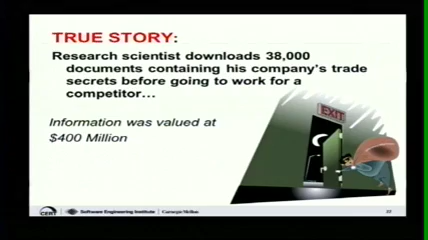 TRUE STORY:
Research scientist downloads 38,000
documents containing his company's trade
secrets before going to work for a
competitor…
Information was valued at
$400 Million
EXIT
CERT
Software Engineering Institute
Carnegie Mellon